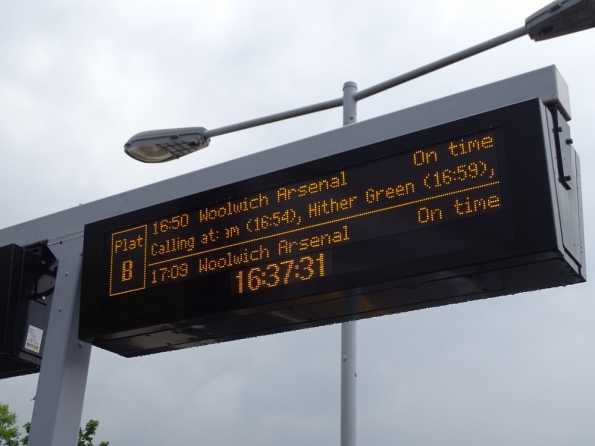 Plat
B
16:50 Woolwich Arsenal On time
Calling at: am (16:54), Hither Green (16:59),
17:09 Woolwich Arsenal On time
16:37:31